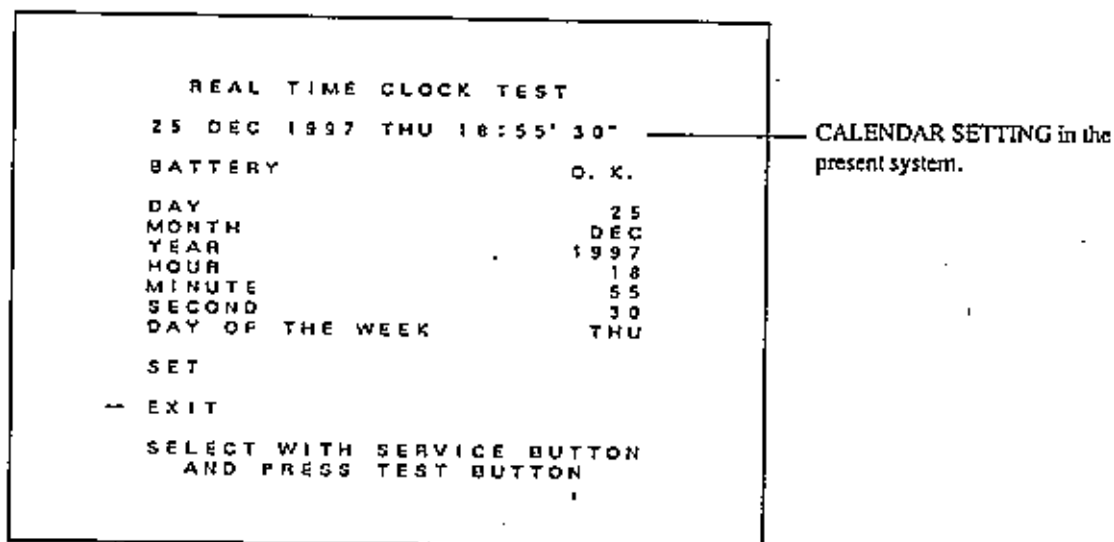 REAL TIME CLOCK TEST
25 DEC 1997 THU 18:55' 30"
CALENDAR SETTING in the
present system.
BATTERY O. K.
DAY 25
MONTH DEC
YEAR 1997
HOUR 18
MINUTE 55
SECOND 30
DAY OF THE WEEK THU
SET
— EXIT
SELECT WITH SERVICE BUTTON
AND PRESS TEST BUTTON